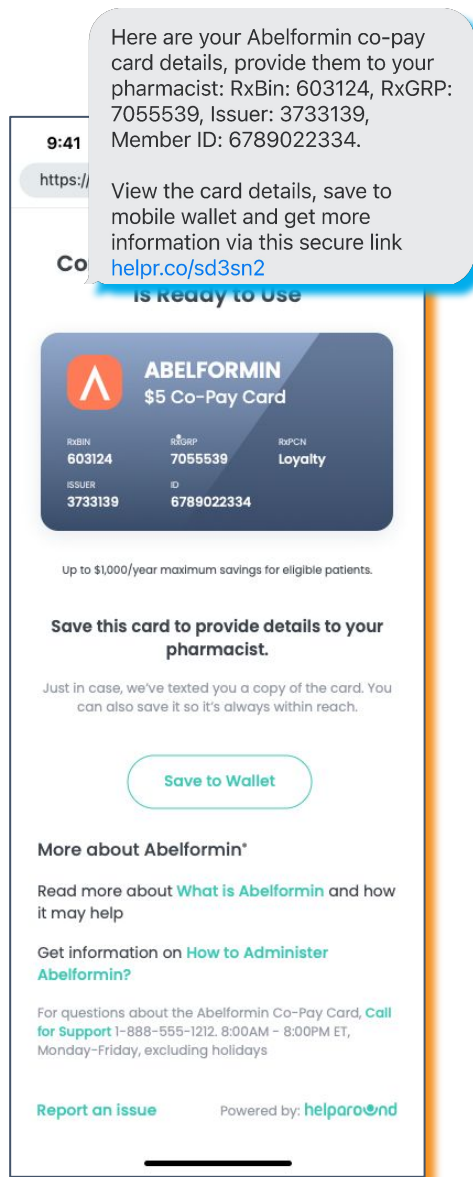 Here are your Abelformin co-pay
card details, provide them to your
pharmacist: RxBin: 603124, RxGRP:
7055539, Issuer: 3733139,
Member ID: 6789022334.
View the card details, save to
mobile wallet and get more
information via this secure link
helpr.co/sd3sn2
9:41
https://
Co
is Ready to Use
ABELFORMIN
$5 Co-Pay Card
RxBIN RxGRP RxPCN
603124 7055539 Loyalty
ISSUER ID
3733139 6789022334
Up to $1,000/year maximum savings for eligible patients.
Save this card to provide details to your
pharmacist.
Just in case, we've texted you a copy of the card. You
can also save it so it's always within reach.
Save to Wallet
More about Abelformin*
Read more about What is Abelformin and how
it may help
Get information on How to Administer
Abelformin?
For questions about the Abelformin Co-Pay Card, Call
for Support 1-888-555-1212. 8:00AM - 8:00PM ET,
Monday-Friday, excluding holidays
Report an issue Powered by: helparound